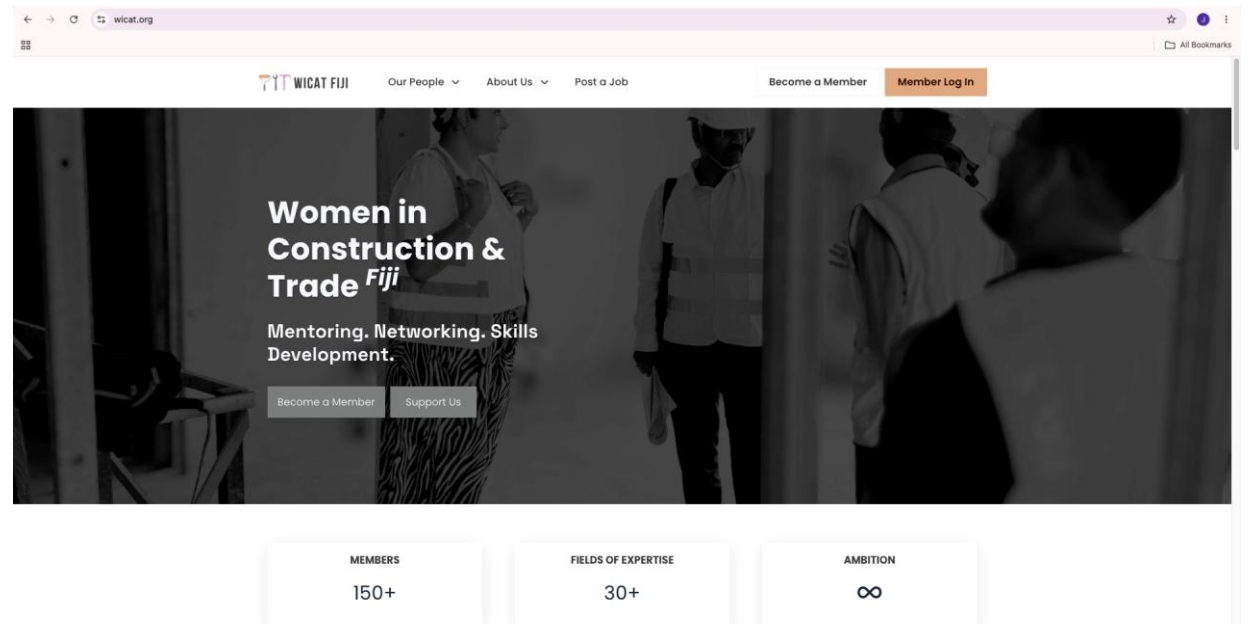 wicat.org
All Bookmarks
WICAT FIJI Our People About Us Post a Job Become a Member Member Log In
Women in
Construction &
Trade Fiji
Mentoring. Networking. Skills
Development.
Become a Member Support Us
MEMBERS FIELDS OF EXPERTISE AMBITION
150+ 30+ ∞